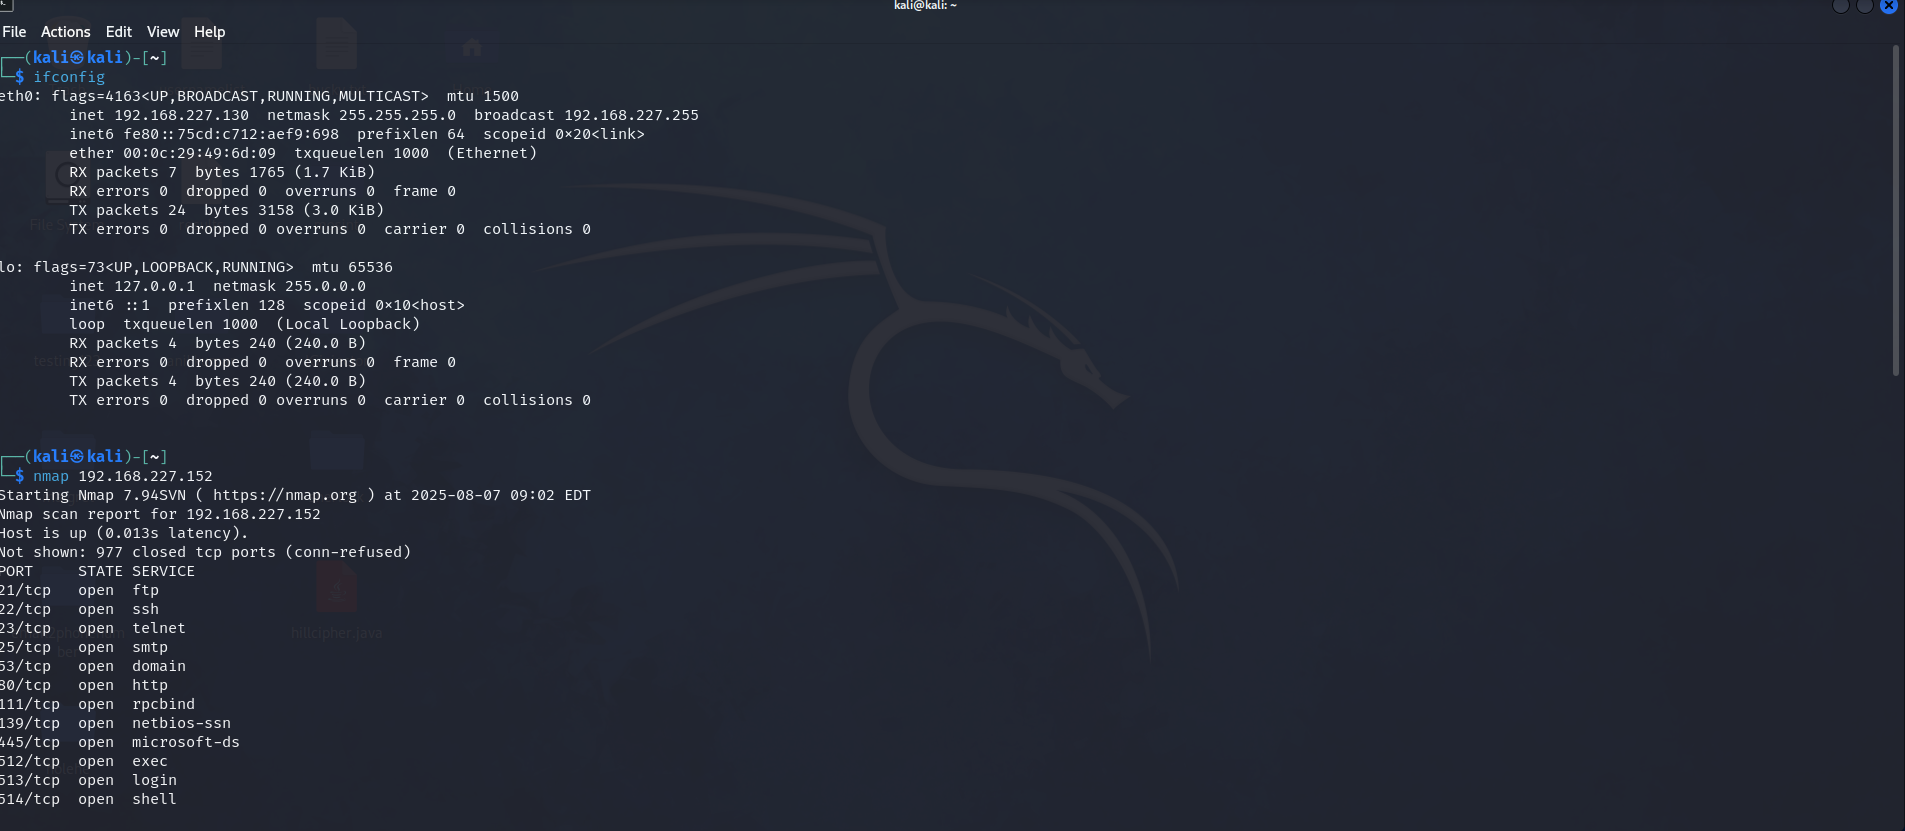 kali@kali: ~
File Actions Edit View Help
┌──(kali㉿kali)-[~]
└─$ ifconfig
eth0: flags=4163<UP,BROADCAST,RUNNING,MULTICAST>  mtu 1500
        inet 192.168.227.130  netmask 255.255.255.0  broadcast 192.168.227.255
        inet6 fe80::75cd:c712:aef9:698  prefixlen 64  scopeid 0×20<link>
        ether 00:0c:29:49:6d:09  txqueuelen 1000  (Ethernet)
        RX packets 7  bytes 1765 (1.7 KiB)
        RX errors 0  dropped 0  overruns 0  frame 0
        TX packets 24  bytes 3158 (3.0 KiB)
        TX errors 0  dropped 0 overruns 0  carrier 0  collisions 0
lo: flags=73<UP,LOOPBACK,RUNNING>  mtu 65536
        inet 127.0.0.1  netmask 255.0.0.0
        inet6 ::1  prefixlen 128  scopeid 0×10<host>
        loop  txqueuelen 1000  (Local Loopback)
        RX packets 4  bytes 240 (240.0 B)
        RX errors 0  dropped 0  overruns 0  frame 0
        TX packets 4  bytes 240 (240.0 B)
        TX errors 0  dropped 0 overruns 0  carrier 0  collisions 0
┌──(kali㉿kali)-[~]
└─$ nmap 192.168.227.152
Starting Nmap 7.94SVN ( https://nmap.org ) at 2025-08-07 09:02 EDT
Nmap scan report for 192.168.227.152
Host is up (0.013s latency).
Not shown: 977 closed tcp ports (conn-refused)
PORT     STATE SERVICE
21/tcp   open  ftp
22/tcp   open  ssh
23/tcp   open  telnet
25/tcp   open  smtp
53/tcp   open  domain
80/tcp   open  http
111/tcp  open  rpcbind
139/tcp  open  netbios-ssn
445/tcp  open  microsoft-ds
512/tcp  open  exec
513/tcp  open  login
514/tcp  open  shell
hillcipher.java